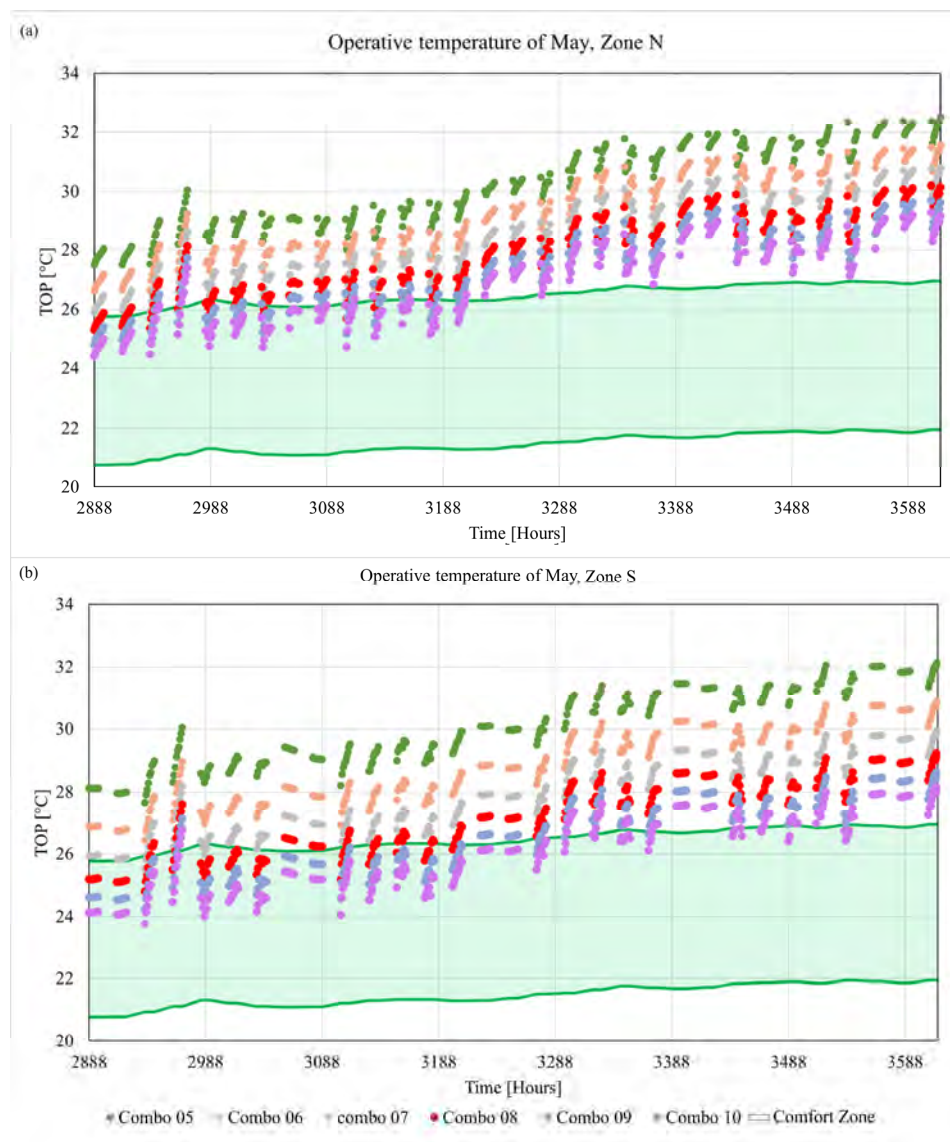 (a)
Operative temperature of May, Zone N
34
32
30
28
26
24
22
20
TOP [°C]
2888 2988 3088 3188 3288 3388 3488 3588
Time [Hours]
(b)
Operative temperature of May, Zone S
34
32
30
28
26
24
22
20
TOP [°C]
2888 2988 3088 3188 3288 3388 3488 3588
Time [Hours]
Combo 05 Combo 06 combo 07 Combo 08 Combo 09 Combo 10 Comfort Zone